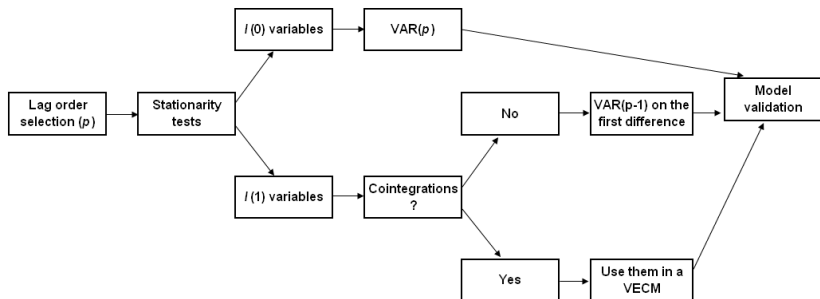 I (0) variables
VAR(p)
Lag order
selection (p)
Stationarity
tests
No
VAR(p-1) on the
first difference
Model
validation
I (1) variables
Cointegrations
?
Yes
Use them in a
VECM